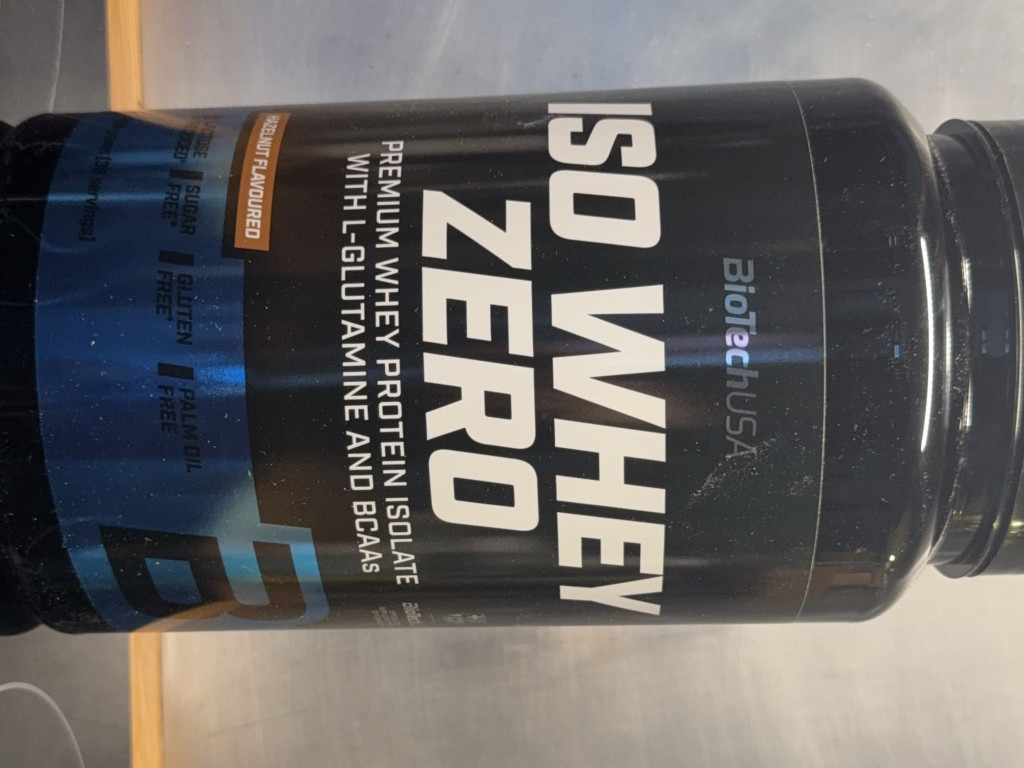 BioTechUSA
ISO WHEY
ZERO
PREMIUM WHEY PROTEIN ISOLATE
WITH L-GLUTAMINE AND BCAAs
HAZELNUT FLAVOURED
SUGAR
FREE*
GLUTEN
FREE*
PALM OIL
FREE
B